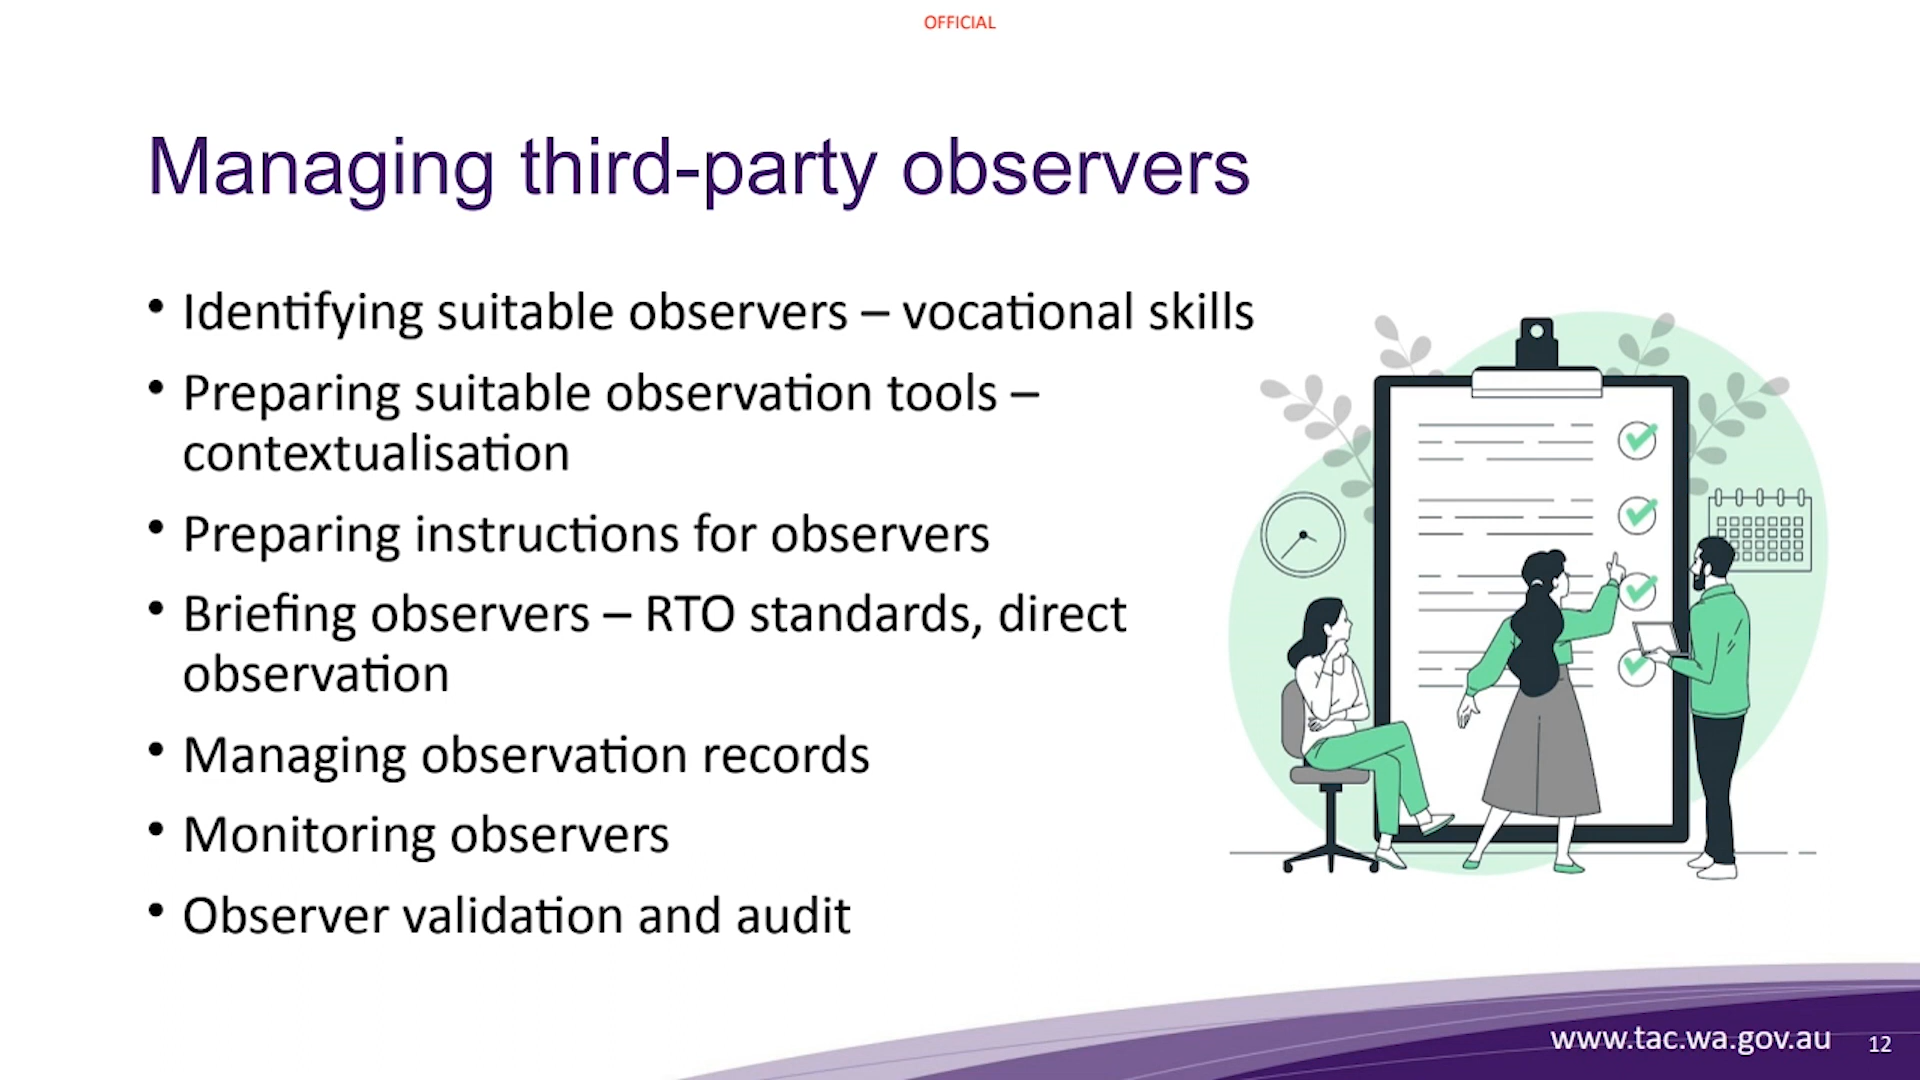 OFFICIAL
Managing third-party observers
• Identifying suitable observers – vocational skills
• Preparing suitable observation tools –
contextualisation
• Preparing instructions for observers
• Briefing observers – RTO standards, direct
observation
• Managing observation records
• Monitoring observers
• Observer validation and audit
www.tac.wa.gov.au 12